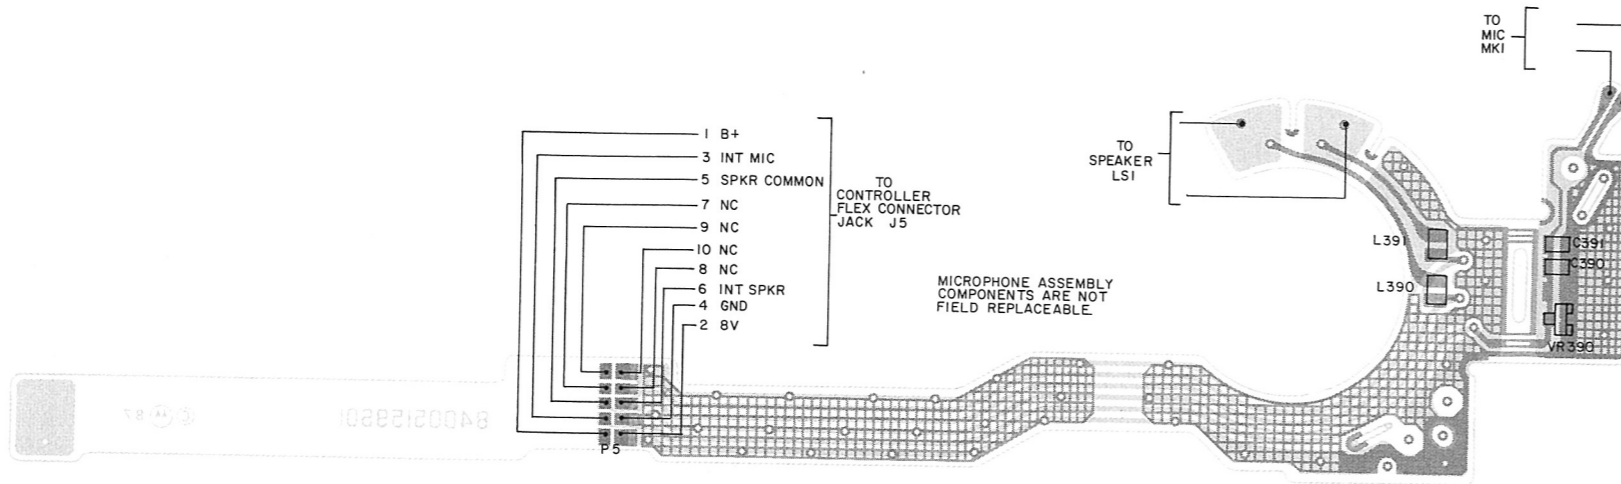 TO
MIC
MK1
1 B+
3 INT MIC
5 SPKR COMMON
7 NC
9 NC
10 NC
8 NC
6 INT SPKR
4 GND
2 8V
TO
CONTROLLER
FLEX CONNECTOR
JACK J5
TO
SPEAKER
LS1
MICROPHONE ASSEMBLY
COMPONENTS ARE NOT
FIELD REPLACEABLE
L391
L390
C391
C390
VR390
P5